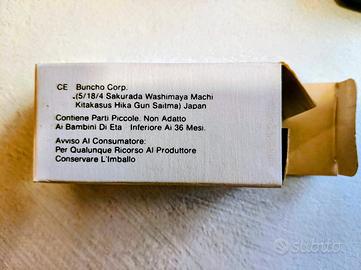 CE Buncho Corp.
(5/18/4 Sakurada Washimaya Machi
Kitakasus Hika Gun Saitma) Japan
Contiene Parti Piccole. Non Adatto
Ai Bambini Di Eta Inferiore Ai 36 Mesi.
Avviso Al Consumatore:
Per Qualunque Ricorso Al Produttore
Conservare L'Imballo
subito